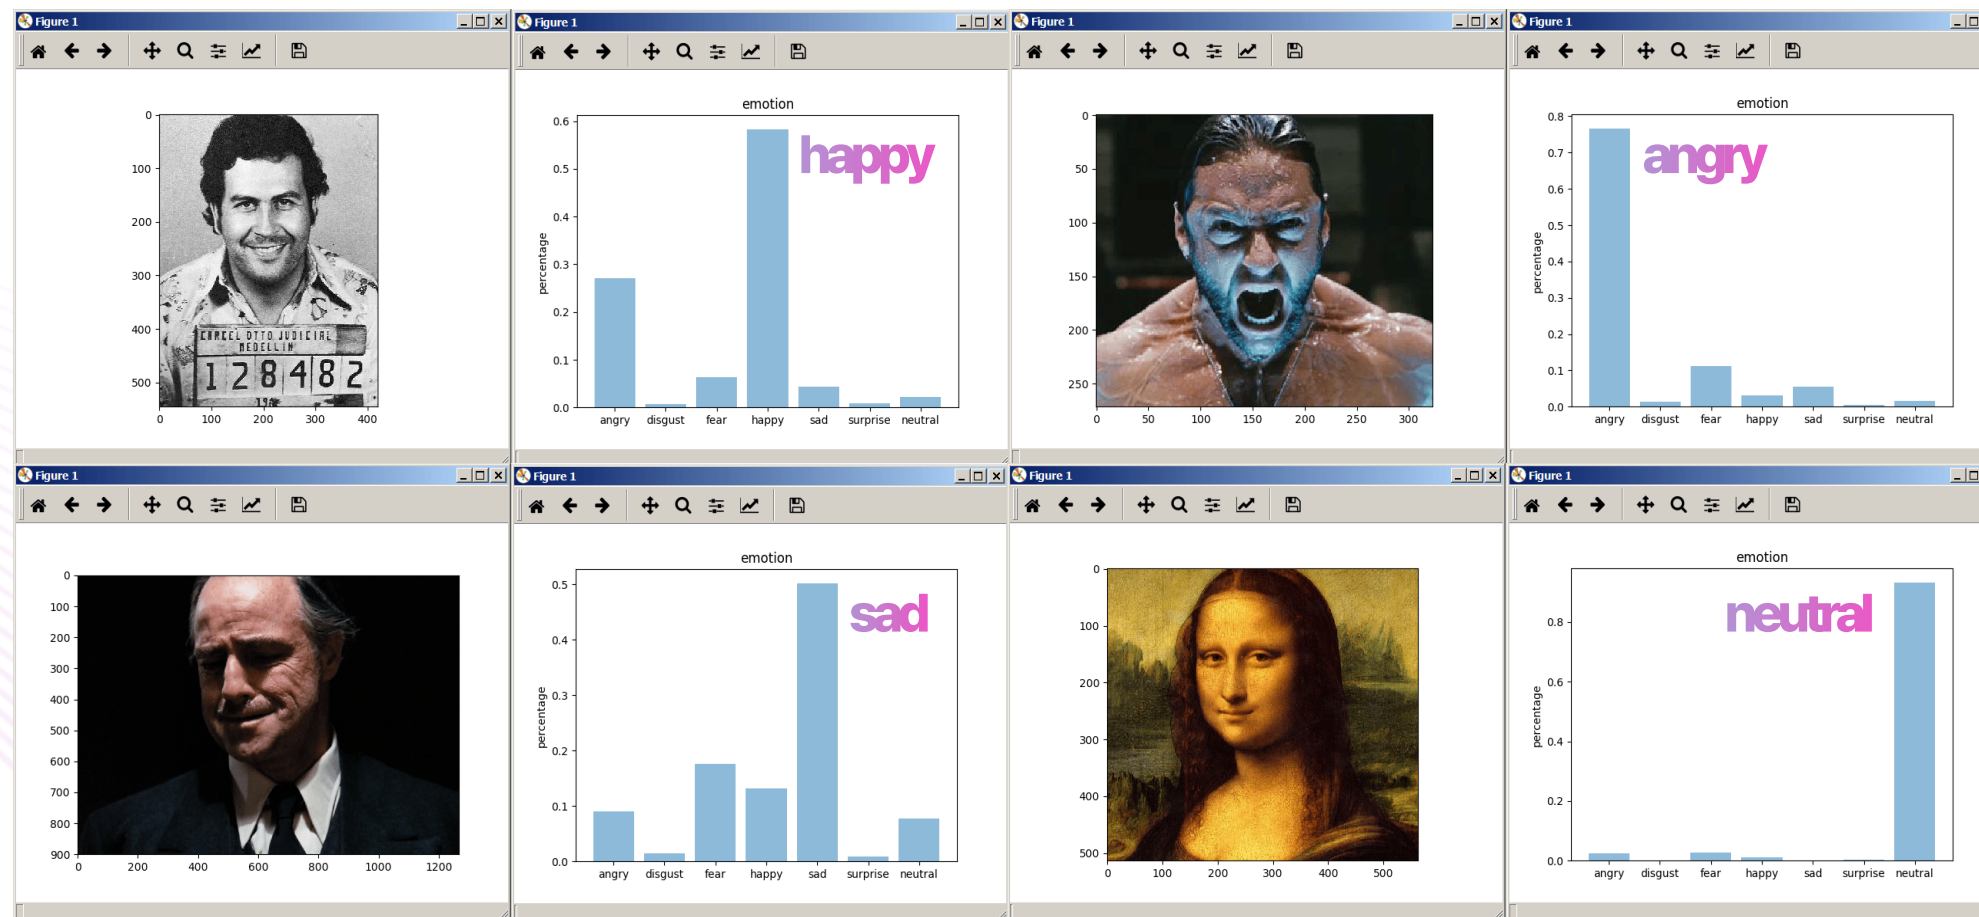 Figure 1
0
100
200
300
400
500
0 100 200 300 400
CARCEL DTTO JUDICIAL
MEDELLIN
128482
Figure 1
emotion
happy
percentage
0.6
0.5
0.4
0.3
0.2
0.1
0.0
angry disgust fear happy sad surprise neutral
Figure 1
0
50
100
150
200
250
0 50 100 150 200 250 300
Figure 1
emotion
angry
percentage
0.8
0.7
0.6
0.5
0.4
0.3
0.2
0.1
0.0
angry disgust fear happy sad surprise neutral
Figure 1
0
100
200
300
400
500
600
700
800
900
0 200 400 600 800 1000 1200
Figure 1
emotion
sad
percentage
0.5
0.4
0.3
0.2
0.1
0.0
angry disgust fear happy sad surprise neutral
Figure 1
0
100
200
300
400
500
0 100 200 300 400 500
Figure 1
emotion
neutral
percentage
0.8
0.6
0.4
0.2
0.0
angry disgust fear happy sad surprise neutral